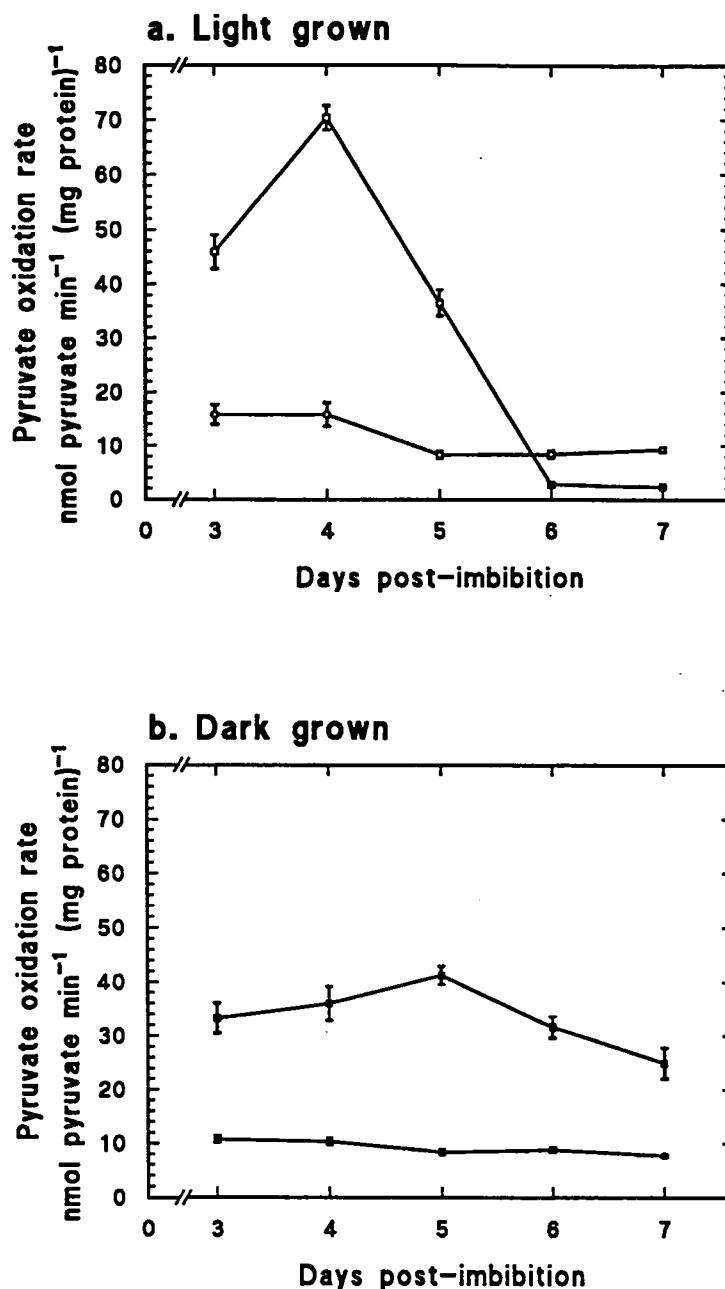 a. Light grown
Pyruvate oxidation rate
nmol pyruvate min⁻¹ (mg protein)⁻¹
80
70
60
50
40
30
20
10
0
0 3 4 5 6 7
Days post-imbibition
b. Dark grown
Pyruvate oxidation rate
nmol pyruvate min⁻¹ (mg protein)⁻¹
80
70
60
50
40
30
20
10
0
0 3 4 5 6 7
Days post-imbibition